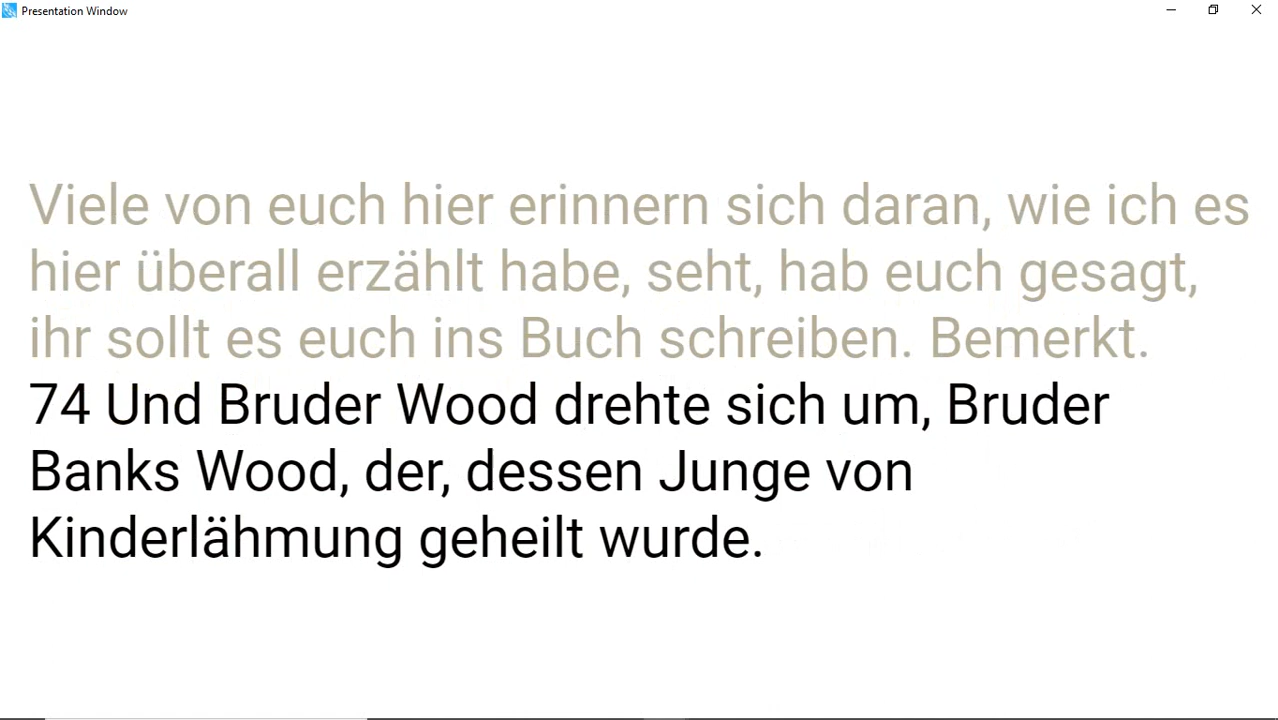 Presentation Window
Viele von euch hier erinnern sich daran, wie ich es
hier überall erzählt habe, seht, hab euch gesagt,
ihr sollt es euch ins Buch schreiben. Bemerkt.
74 Und Bruder Wood drehte sich um, Bruder
Banks Wood, der, dessen Junge von
Kinderlähmung geheilt wurde.